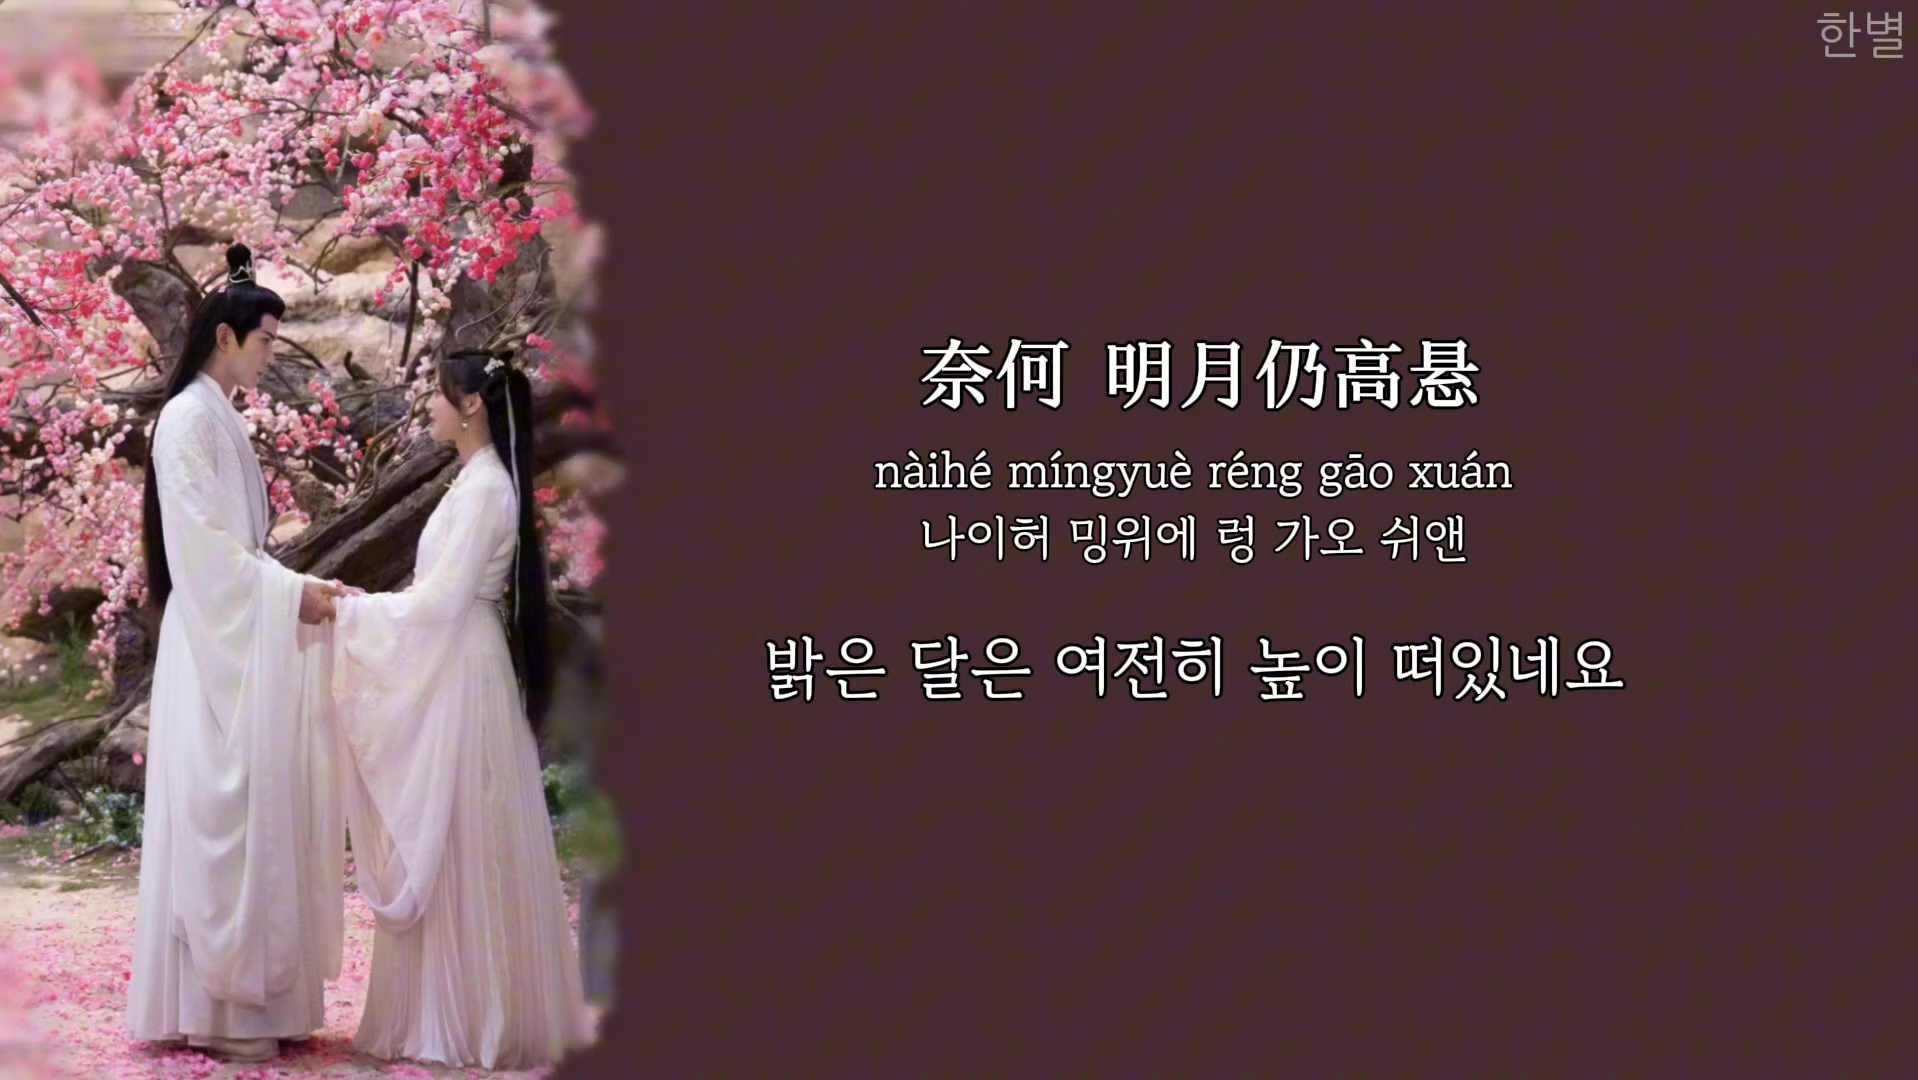 한별
奈何 明月仍高悬
nàihé míngyuè réng gāo xuán
나이허 밍위에 렁 가오 쉬앤
밝은 달은 여전히 높이 떠있네요